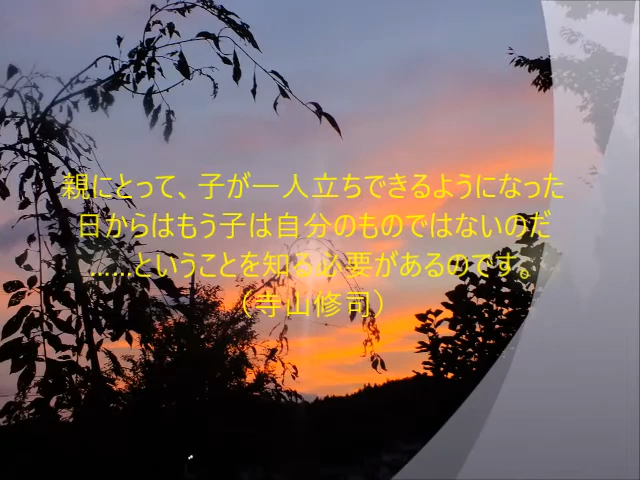 親にとって、子が一人立ちできるようになった
日からはもう子は自分のものではないのだ
……ということを知る必要があるのです。
（寺山修司）